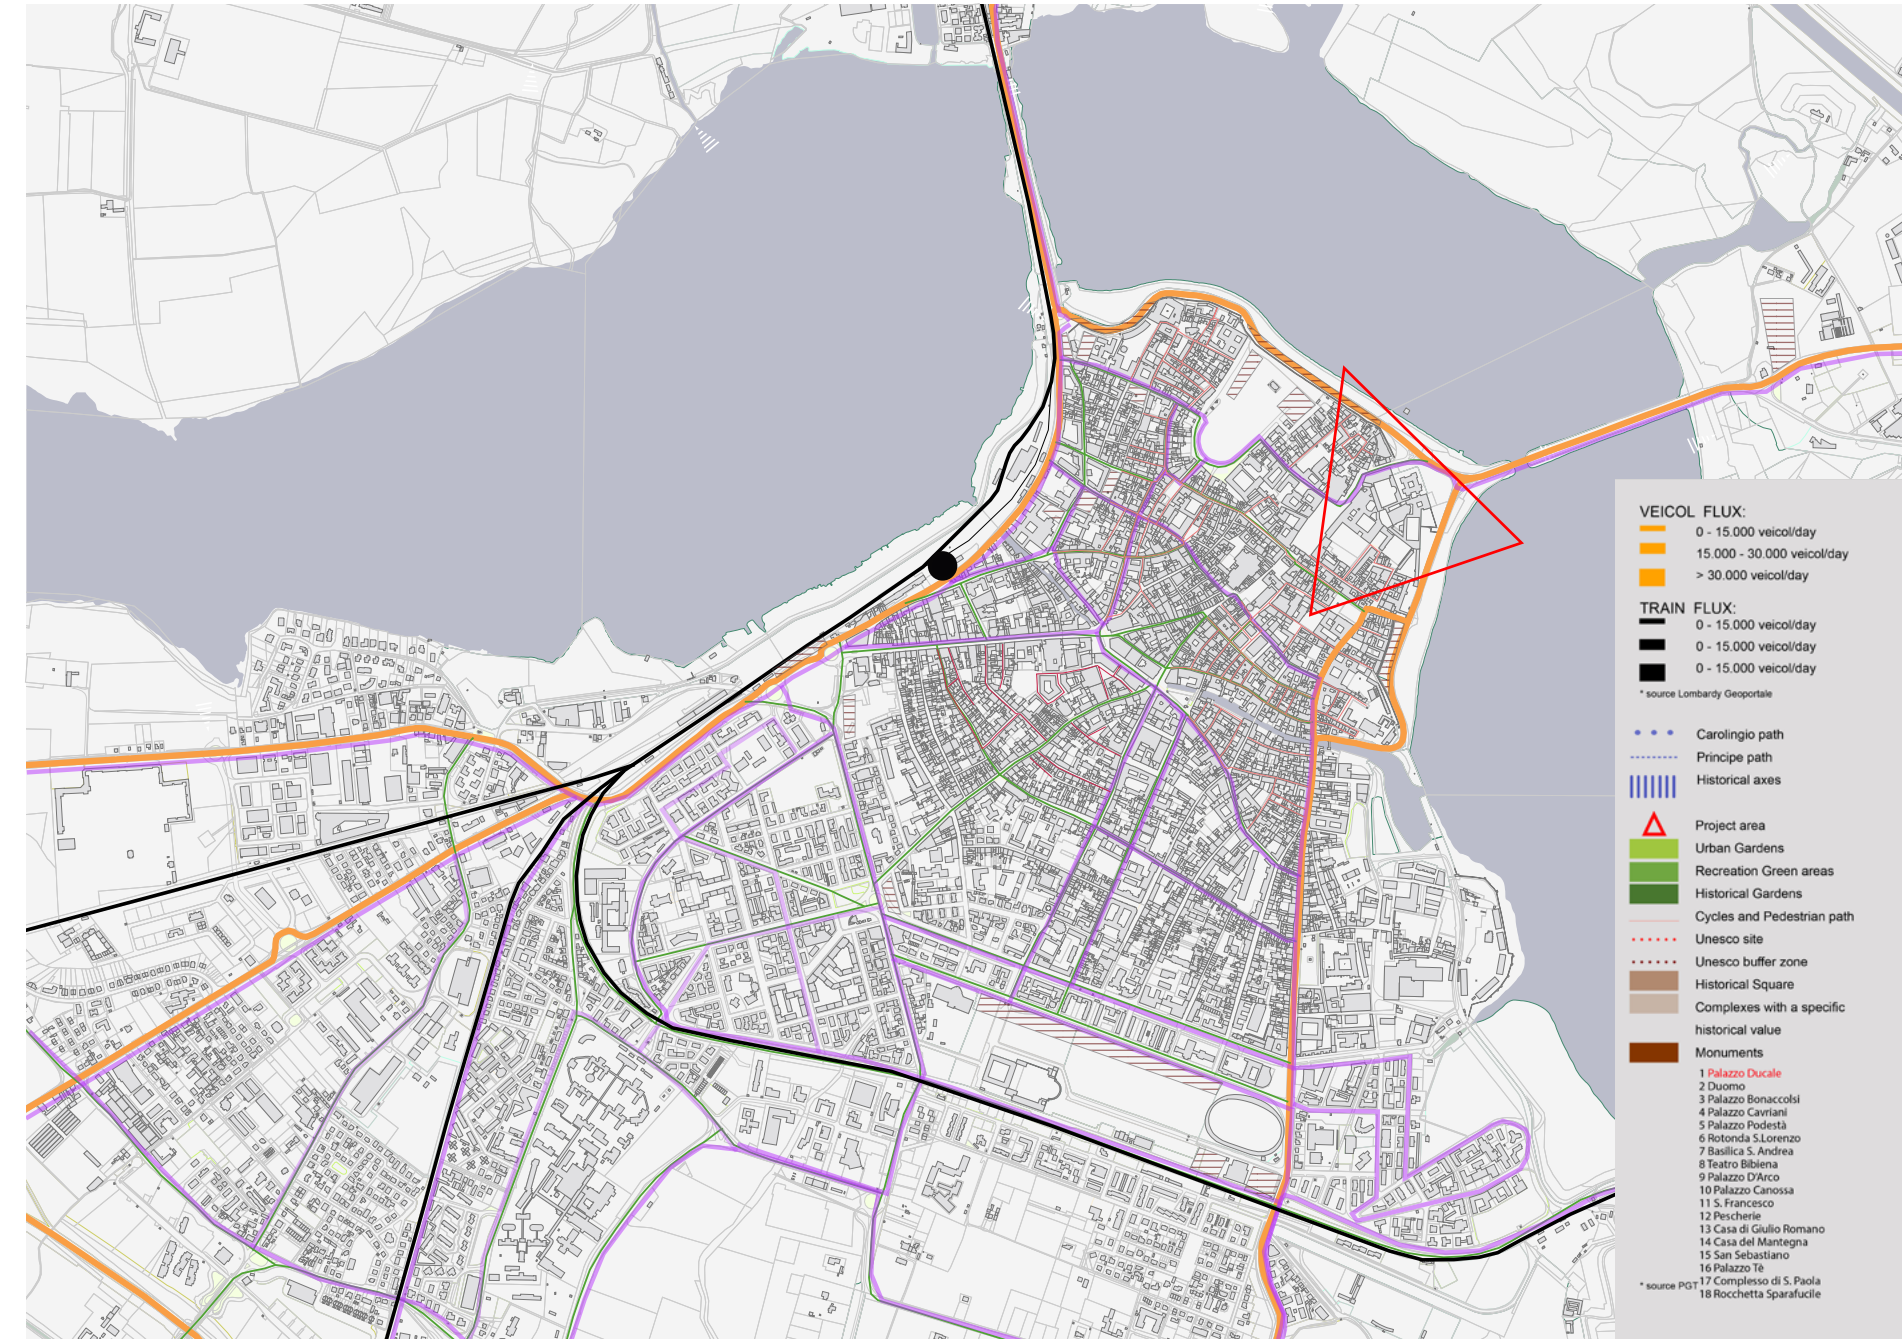 VEICOL FLUX:
0 - 15.000 veicol/day
15.000 - 30.000 veicol/day
> 30.000 veicol/day
TRAIN FLUX:
0 - 15.000 veicol/day
0 - 15.000 veicol/day
0 - 15.000 veicol/day
* source Lombardy Geoportale
Carolingio path
Principe path
Historical axes
Project area
Urban Gardens
Recreation Green areas
Historical Gardens
Cycles and Pedestrian path
Unesco site
Unesco buffer zone
Historical Square
Complexes with a specific
historical value
Monuments
1 Palazzo Ducale
2 Duomo
3 Palazzo Bonaccolsi
4 Palazzo Cavriani
5 Palazzo Podestà
6 Rotonda S.Lorenzo
7 Basilica S. Andrea
8 Teatro Bibiena
9 Palazzo D'Arco
10 Palazzo Canossa
11 S. Francesco
12 Pescherie
13 Casa di Giulio Romano
14 Casa del Mantegna
15 San Sebastiano
16 Palazzo Tè
* source PGT 17 Complesso di S. Paola
18 Rocchetta Sparafucile